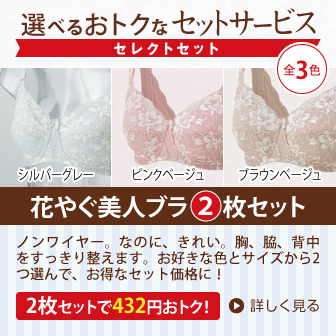 選べるおトクなセットサービス
セレクトセット
全3色
シルバーグレー
ピンクベージュ
ブラウンベージュ
花やぐ美人ブラ2枚セット
ノンワイヤー。なのに、きれい。胸、脇、背中
をすっきり整えます。お好きな色とサイズから2
つ選んで、お得なセット価格に！
2枚セットで432円おトク！
詳しく見る